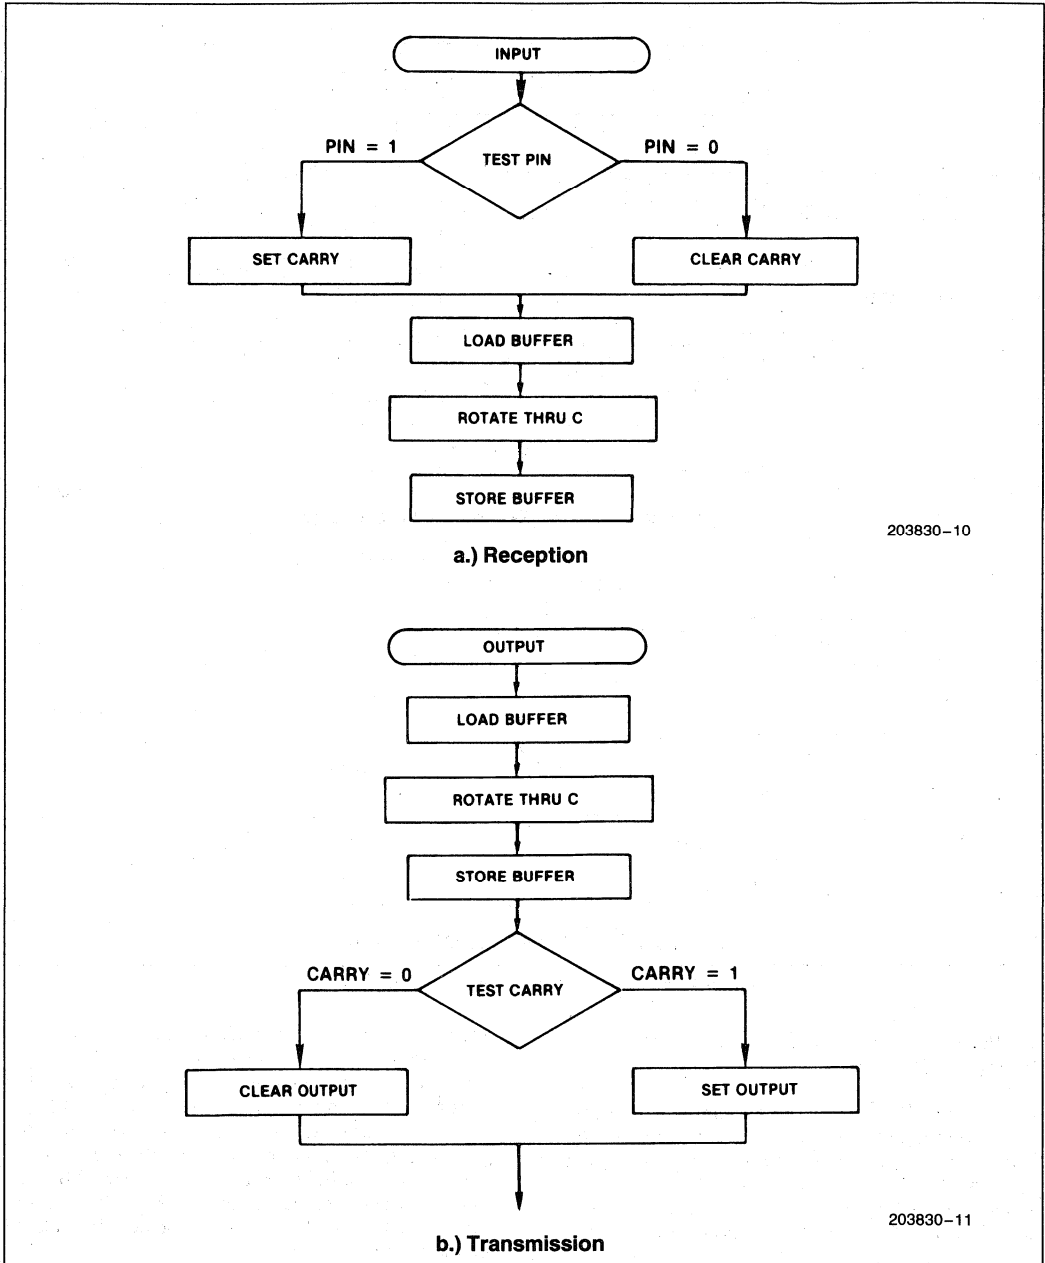 INPUT
TEST PIN
PIN = 1
PIN = 0
SET CARRY
CLEAR CARRY
LOAD BUFFER
ROTATE THRU C
STORE BUFFER
203830-10
a.) Reception
OUTPUT
LOAD BUFFER
ROTATE THRU C
STORE BUFFER
TEST CARRY
CARRY = 0
CARRY = 1
CLEAR OUTPUT
SET OUTPUT
203830-11
b.) Transmission